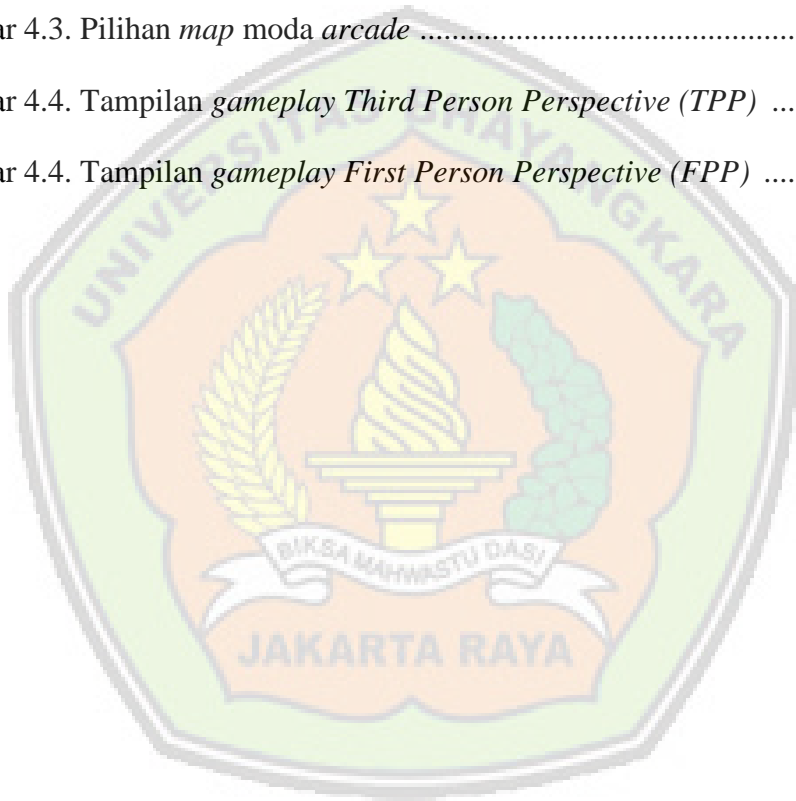 ar 4.3. Pilihan map moda arcade ..........................................................
ar 4.4. Tampilan gameplay Third Person Perspective (TPP) ...
ar 4.4. Tampilan gameplay First Person Perspective (FPP) .....
UNIVERSITAS BHAYANGKARA
BIKSA MAHWASTU DASI
JAKARTA RAYA